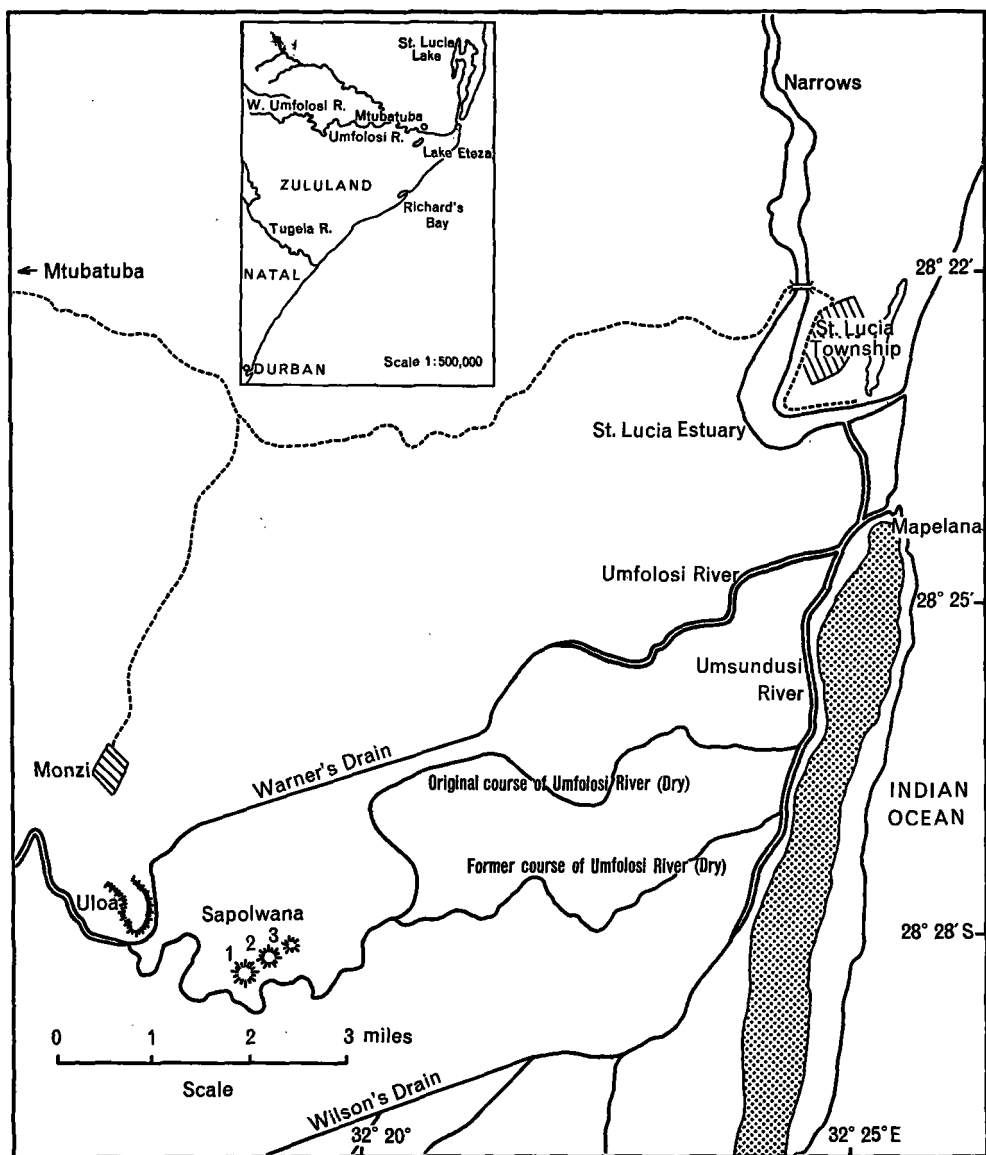 St. Lucia
Lake
W. Umfolosi R.
Mtubatuba
Umfolosi R.
Lake Eteza
ZULULAND
Richard's
Bay
Tugela R.
NATAL
DURBAN
Scale 1:500,000
Narrows
← Mtubatuba
28° 22′
St. Lucia
Township
St. Lucia Estuary
Mapelana
Umfolosi River
28° 25′
Umsundusi
River
Monzi
Warner's Drain
Original course of Umfolosi River (Dry)
INDIAN
OCEAN
Former course of Umfolosi River (Dry)
Uloa
Sapolwana
1 2 3
28° 28′ S
0 1 2 3 miles
Scale
Wilson's Drain
32° 20′
32° 25′ E